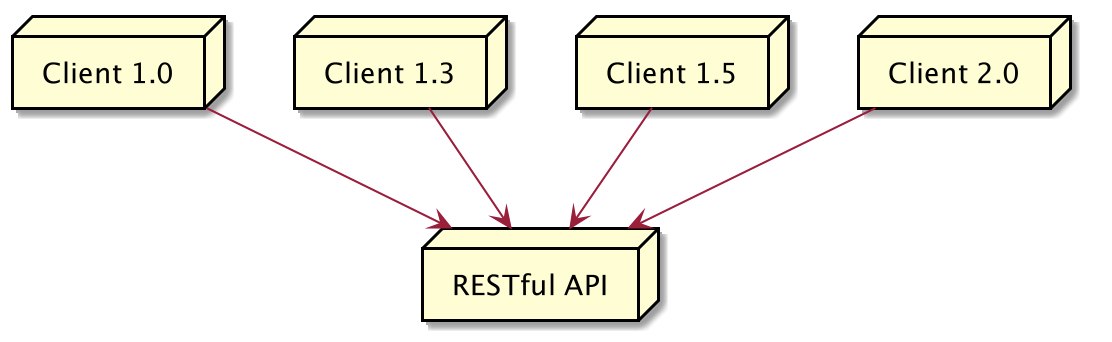 Client 1.0
Client 1.3
Client 1.5
Client 2.0
RESTful API